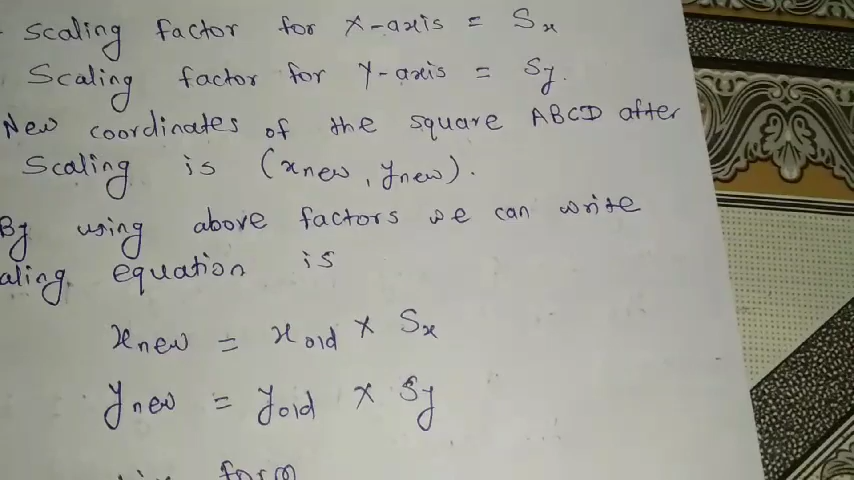 Scaling factor for X-axis = Sx
Scaling factor for Y-axis = Sy.
New coordinates of the square ABCD after
Scaling is (xnew, ynew).
By using above factors we can write
aling equation is
xnew = xold × Sx
ynew = yold × Sy
form